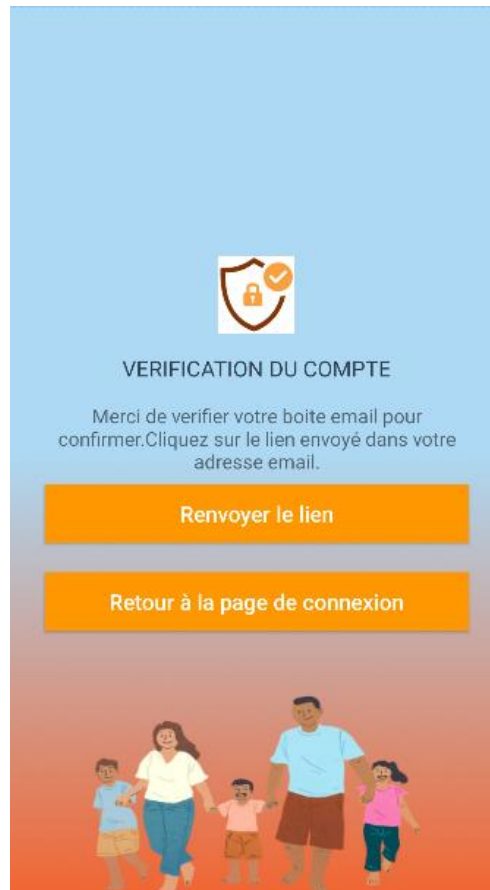 VERIFICATION DU COMPTE
Merci de verifier votre boite email pour
confirmer.Cliquez sur le lien envoyé dans votre
adresse email.
Renvoyer le lien
Retour à la page de connexion